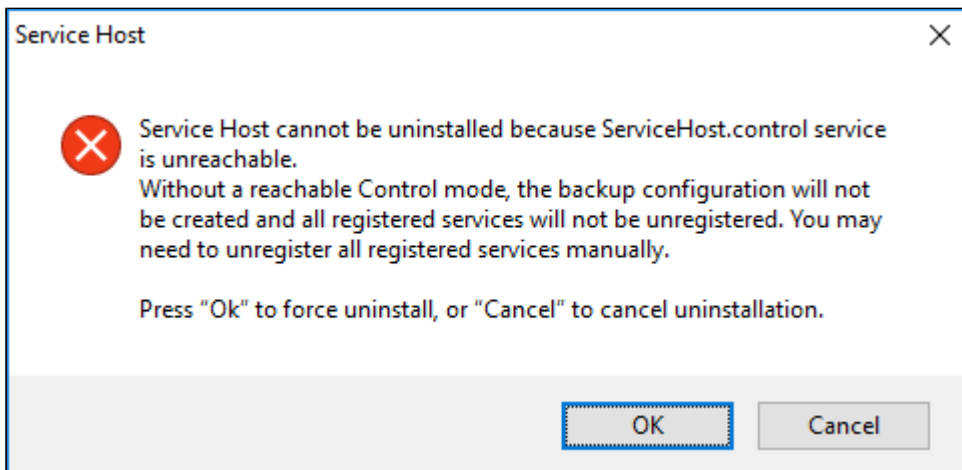 Service Host
Service Host cannot be uninstalled because ServiceHost.control service
is unreachable.
Without a reachable Control mode, the backup configuration will not
be created and all registered services will not be unregistered. You may
need to unregister all registered services manually.
Press “Ok” to force uninstall, or “Cancel” to cancel uninstallation.
OK
Cancel